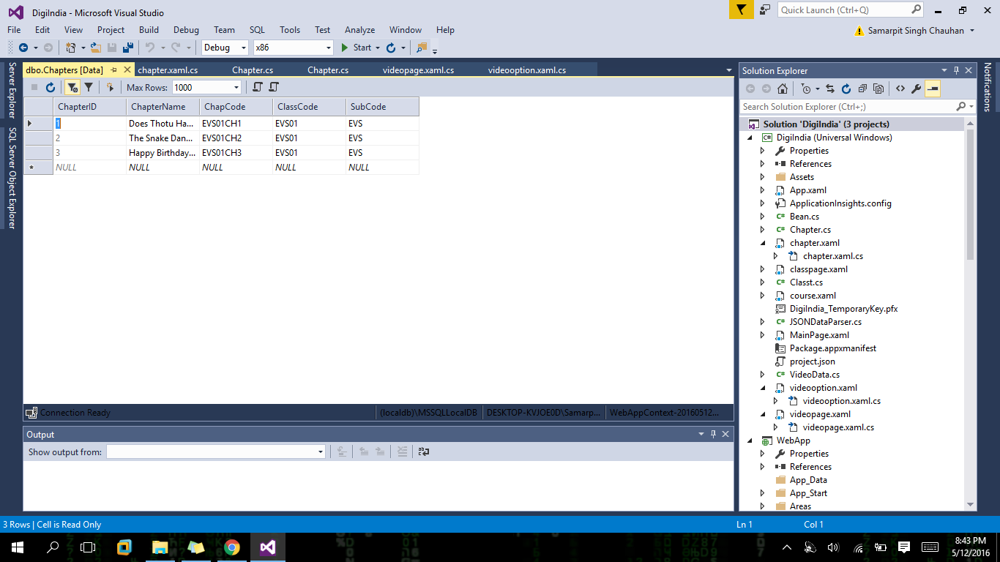 DigiIndia - Microsoft Visual Studio
Quick Launch (Ctrl+Q)
File Edit View Project Build Debug Team SQL Tools Test Analyze Window Help
Samarpit Singh Chauhan
Debug x86 Start
Server Explorer
SQL Server Object Explorer
dbo.Chapters [Data] chapter.xaml.cs Chapter.cs Chapter.cs videopage.xaml.cs videooption.xaml.cs
Max Rows: 1000
ChapterID ChapterName ChapCode ClassCode SubCode
1 Does Thotu Ha... EVS01CH1 EVS01 EVS
2 The Snake Dan... EVS01CH2 EVS01 EVS
3 Happy Birthday... EVS01CH3 EVS01 EVS
NULL NULL NULL NULL NULL
Connection Ready (localdb)\MSSQLLocalDB DESKTOP-KVJOE0D\Samarp... WebAppContext-20160512...
Output
Show output from:
Solution Explorer
Search Solution Explorer (Ctrl+;)
Solution 'DigiIndia' (3 projects)
DigiIndia (Universal Windows)
Properties
References
Assets
App.xaml
ApplicationInsights.config
Bean.cs
Chapter.cs
chapter.xaml
chapter.xaml.cs
classpage.xaml
Classt.cs
course.xaml
DigiIndia_TemporaryKey.pfx
JSONDataParser.cs
MainPage.xaml
Package.appxmanifest
project.json
VideoData.cs
videooption.xaml
videooption.xaml.cs
videopage.xaml
videopage.xaml.cs
WebApp
Properties
References
App_Data
App_Start
Areas
Notifications
3 Rows | Cell is Read Only Ln 1 Col 1
8:43 PM
5/12/2016